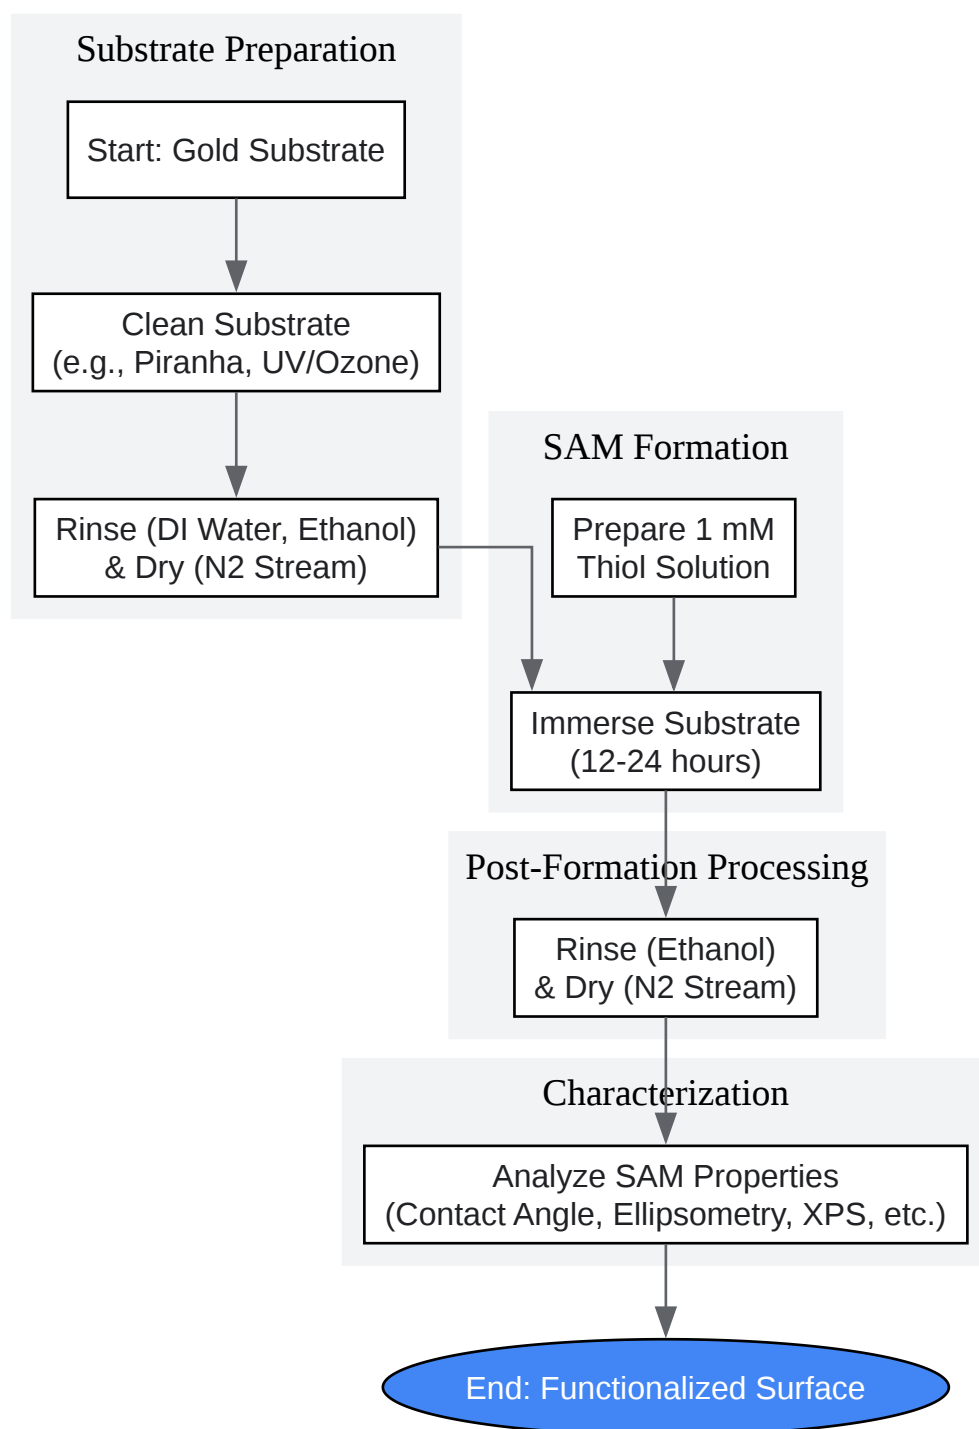 Substrate Preparation
Start: Gold Substrate
Clean Substrate
(e.g., Piranha, UV/Ozone)
Rinse (DI Water, Ethanol)
& Dry (N2 Stream)
SAM Formation
Prepare 1 mM
Thiol Solution
Immerse Substrate
(12-24 hours)
Post-Formation Processing
Rinse (Ethanol)
& Dry (N2 Stream)
Characterization
Analyze SAM Properties
(Contact Angle, Ellipsometry, XPS, etc.)
End: Functionalized Surface